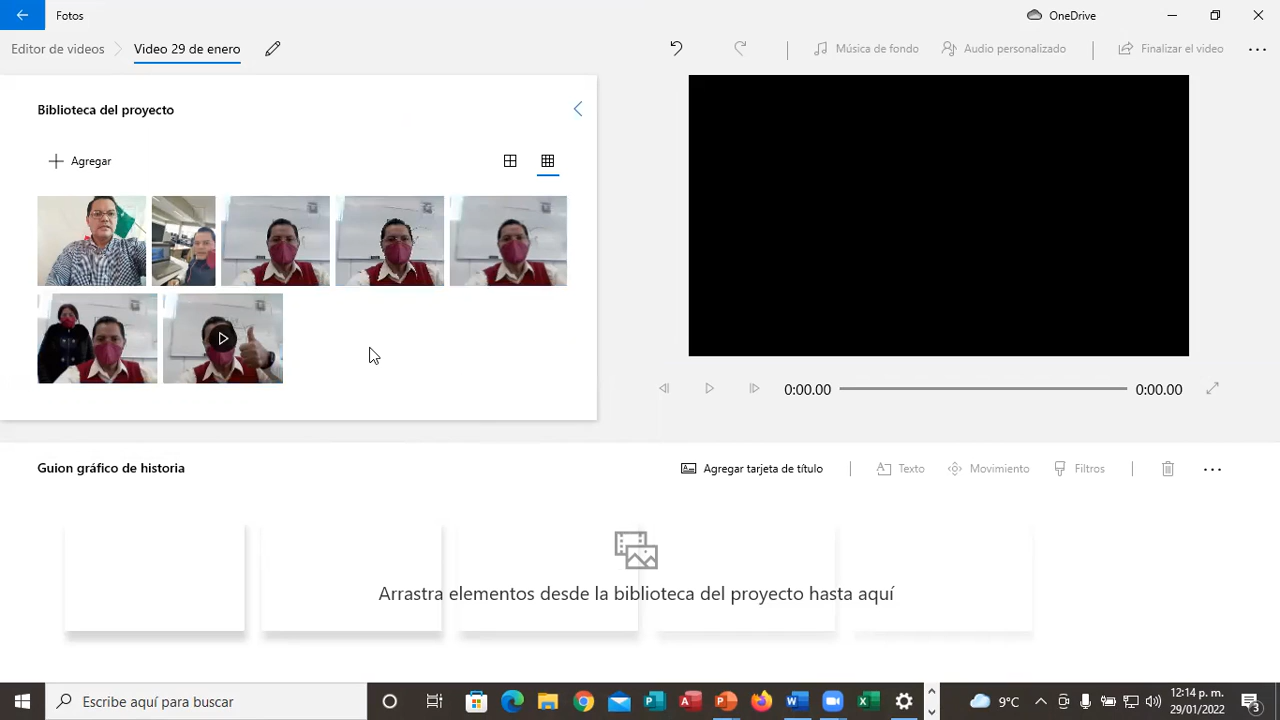 Fotos
OneDrive
Editor de videos
Video 29 de enero
Música de fondo
Audio personalizado
Finalizar el video
Biblioteca del proyecto
Agregar
0:00.00
0:00.00
Guion gráfico de historia
Agregar tarjeta de título
Texto
Movimiento
Filtros
Arrastra elementos desde la biblioteca del proyecto hasta aquí
Escribe aquí para buscar
9°C
12:14 p. m.
29/01/2022
3